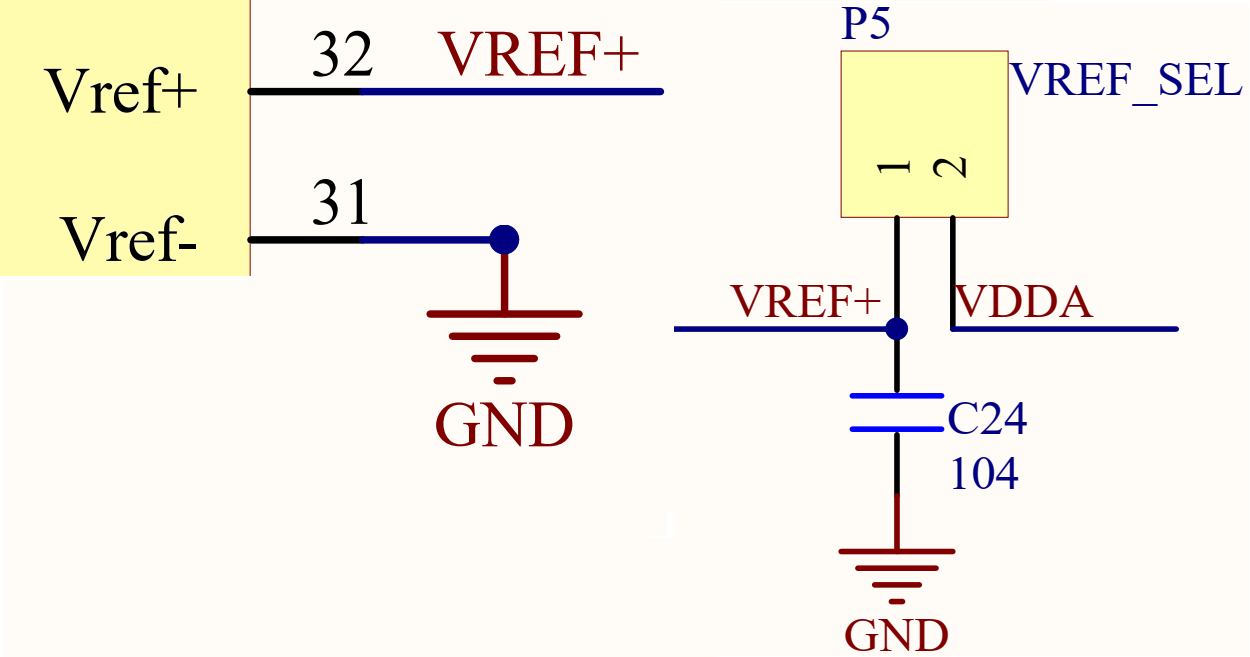 Vref+
32
VREF+
Vref-
31
GND
P5
VREF_SEL
1
2
VREF+
VDDA
C24
104
GND